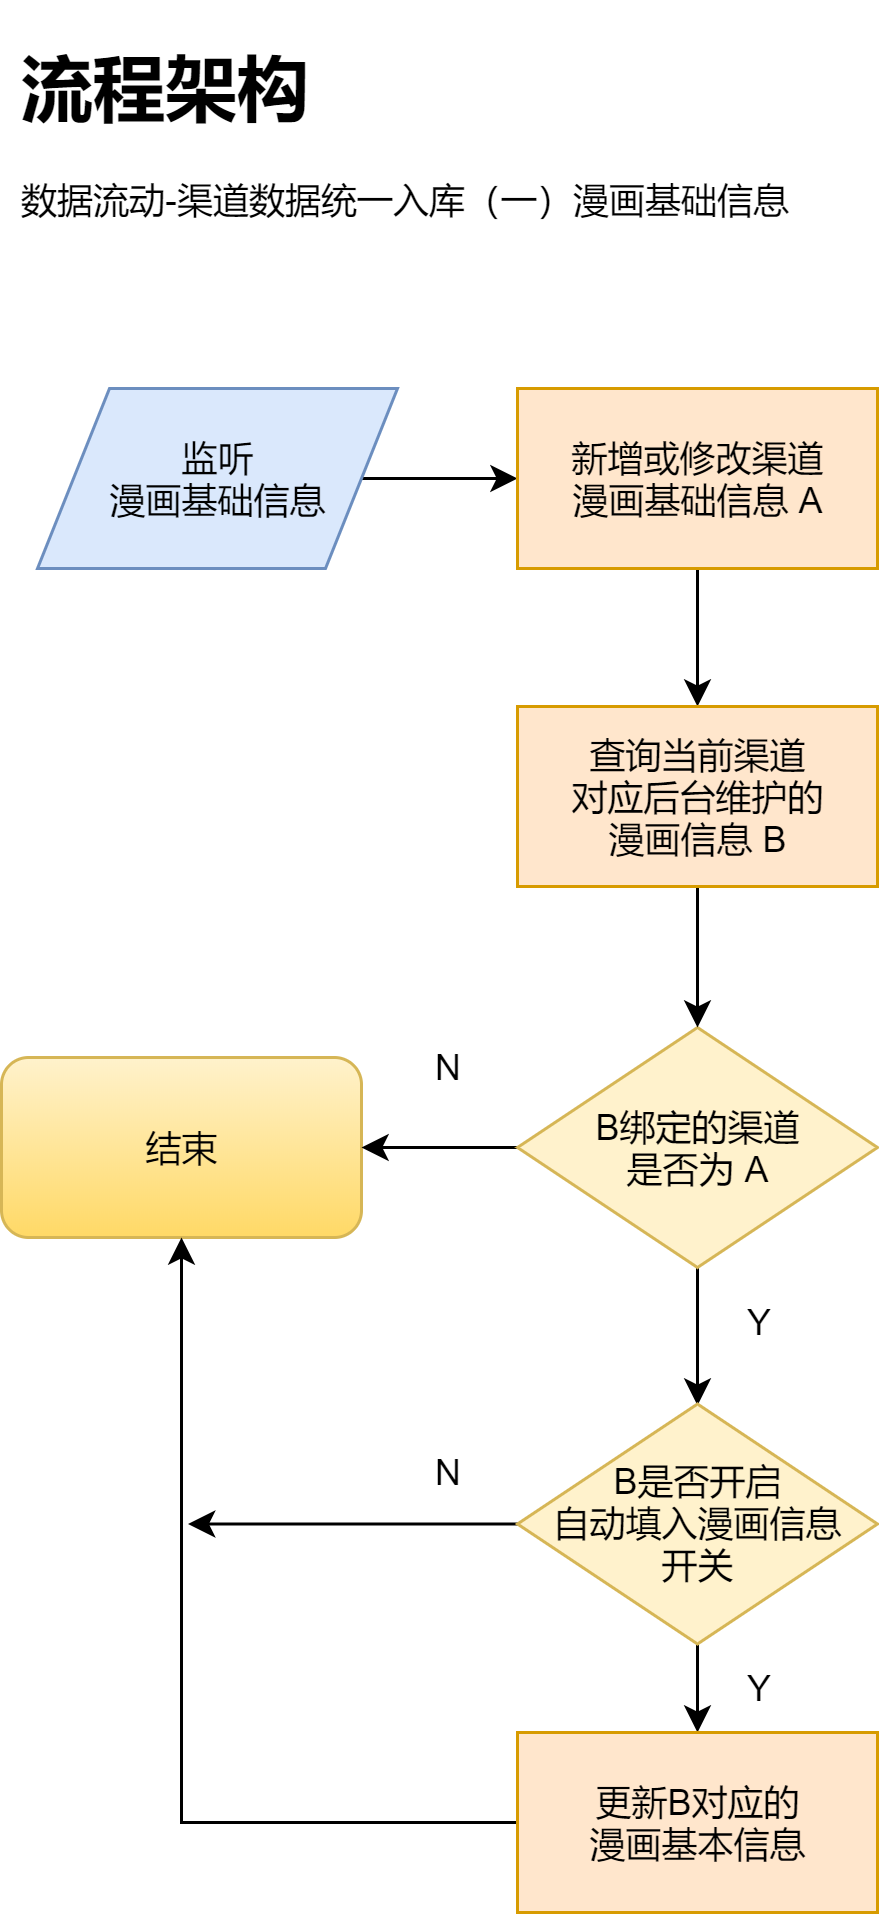 流程架构
数据流动-渠道数据统一入库（一）漫画基础信息
监听
漫画基础信息
新增或修改渠道
漫画基础信息 A
查询当前渠道
对应后台维护的
漫画信息 B
N
结束
B绑定的渠道
是否为 A
Y
N
B是否开启
自动填入漫画信息
开关
Y
更新B对应的
漫画基本信息